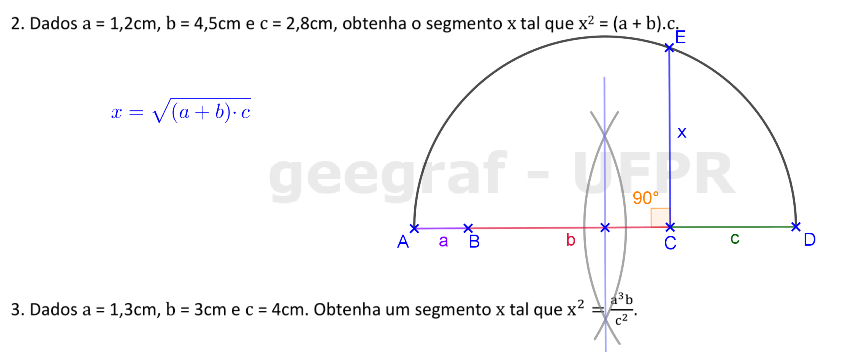 2. Dados a = 1,2cm, b = 4,5cm e c = 2,8cm, obtenha o segmento x tal que x² = (a + b).c.
E
x = √(a + b)· c
x
geegraf - UFPR
90°
A a B b C c D
3. Dados a = 1,3cm, b = 3cm e c = 4cm. Obtenha um segmento x tal que x² = a³b/c².